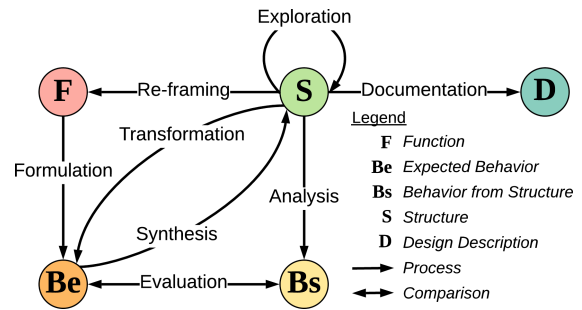 Exploration
F
Re-framing
S
Documentation
D
Transformation
Formulation
Analysis
Synthesis
Be
Evaluation
Bs
Legend
F Function
Be Expected Behavior
Bs Behavior from Structure
S Structure
D Design Description
Process
Comparison